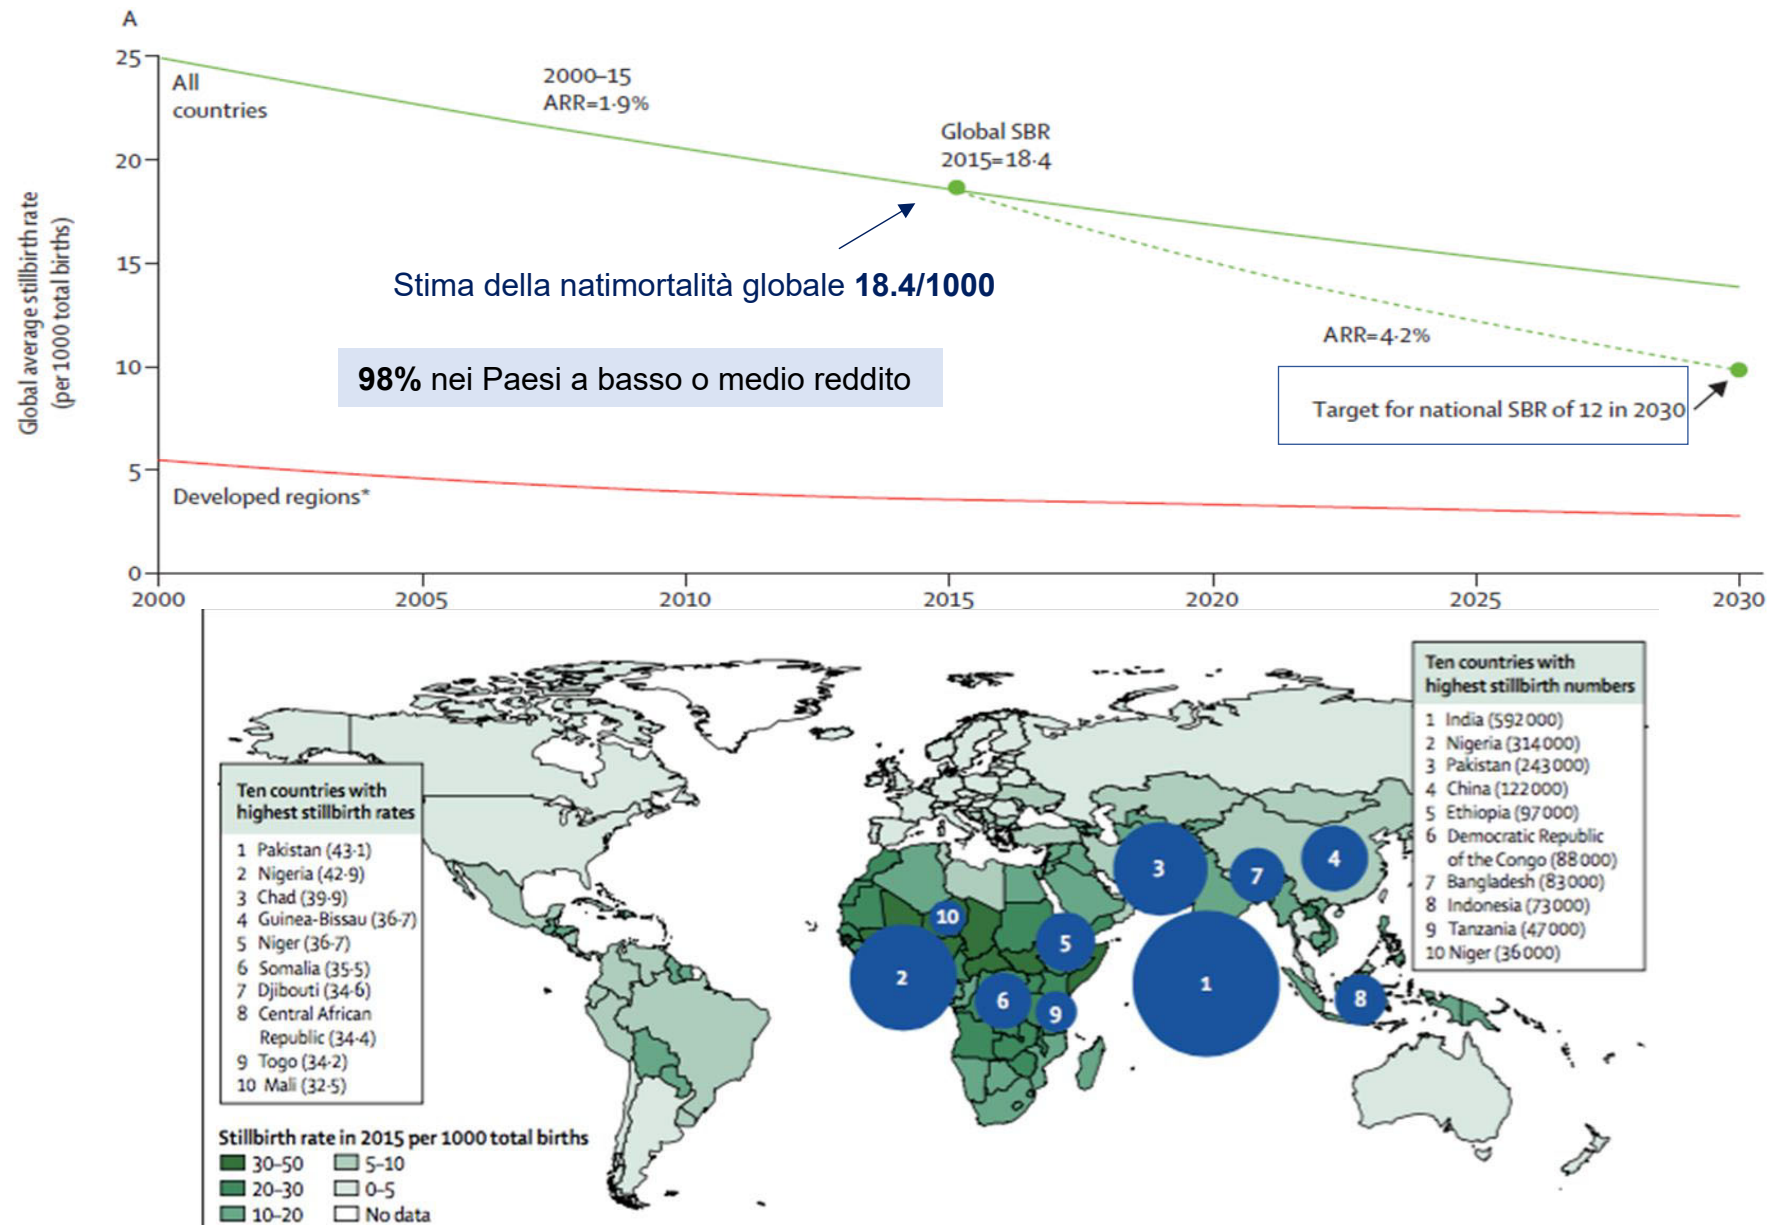 A
25
20
15
10
5
0
Global average stillbirth rate
(per 1000 total births)
All
countries
2000–15
ARR=1·9%
Global SBR
2015=18·4
Stima della natimortalità globale 18.4/1000
98% nei Paesi a basso o medio reddito
ARR=4·2%
Target for national SBR of 12 in 2030
Developed regions*
2000
2005
2010
2015
2020
2025
2030
Ten countries with
highest stillbirth rates
1 Pakistan (43·1)
2 Nigeria (42·9)
3 Chad (39·9)
4 Guinea-Bissau (36·7)
5 Niger (36·7)
6 Somalia (35·5)
7 Djibouti (34·6)
8 Central African
Republic (34·4)
9 Togo (34·2)
10 Mali (32·5)
Ten countries with
highest stillbirth numbers
1 India (592 000)
2 Nigeria (314 000)
3 Pakistan (243 000)
4 China (122 000)
5 Ethiopia (97 000)
6 Democratic Republic
of the Congo (88 000)
7 Bangladesh (83 000)
8 Indonesia (73 000)
9 Tanzania (47 000)
10 Niger (36 000)
3
7
4
10
5
2
6
9
1
8
Stillbirth rate in 2015 per 1000 total births
30–50
5–10
20–30
0–5
10–20
No data